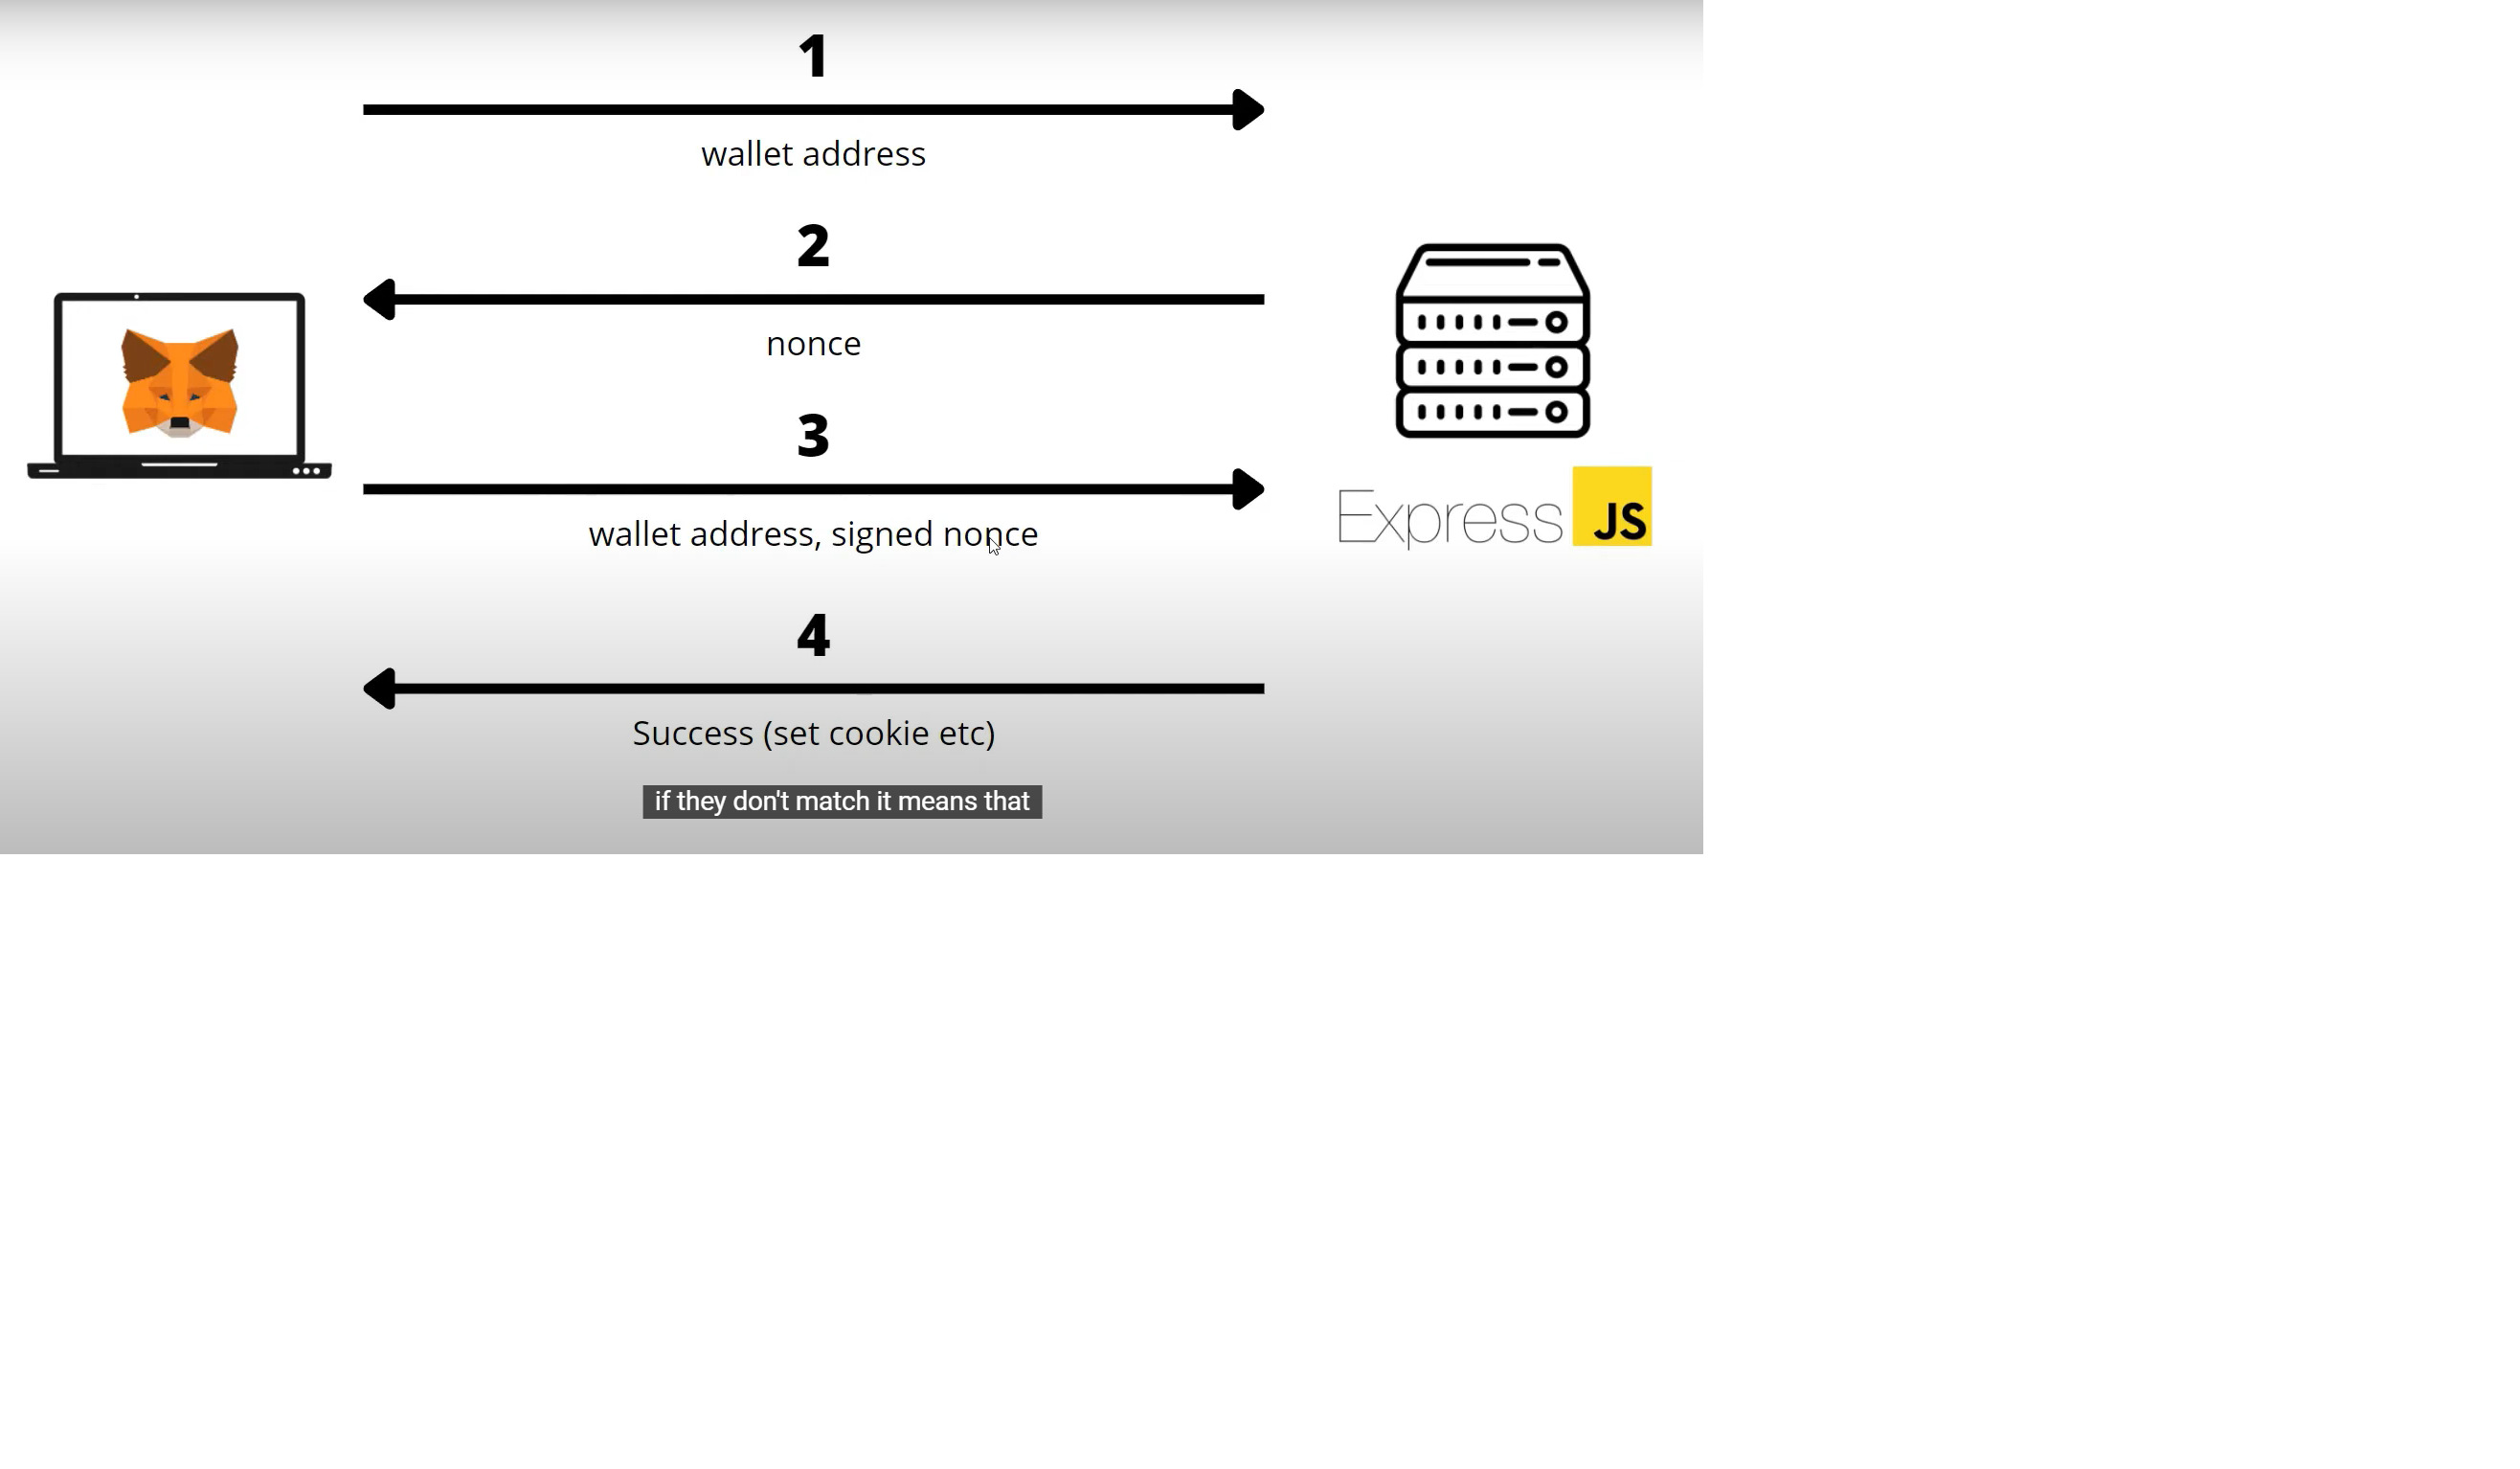 1
wallet address
2
nonce
3
wallet address, signed nonce
Express JS
4
Success (set cookie etc)
if they don't match it means that